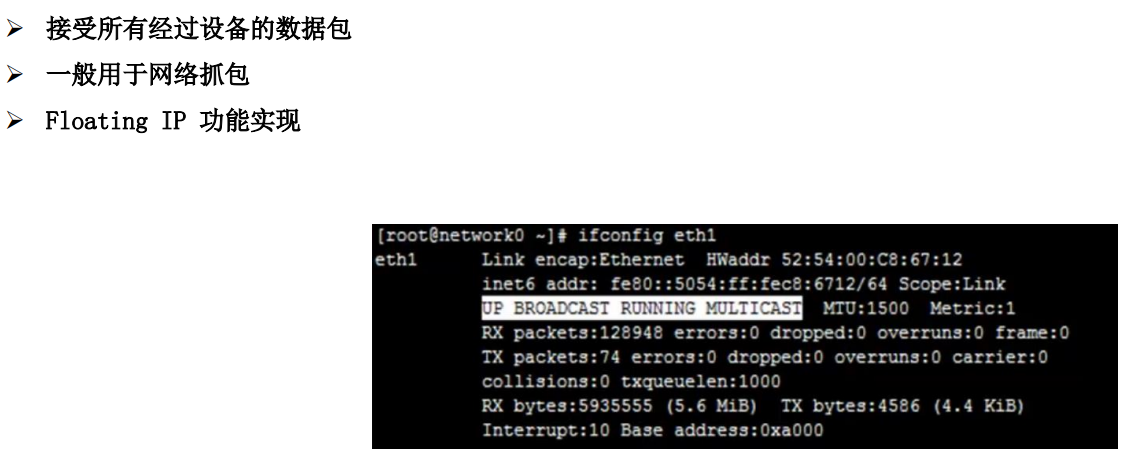 ➢ 接受所有经过设备的数据包
➢ 一般用于网络抓包
➢ Floating IP 功能实现
[root@network0 ~]# ifconfig eth1
eth1 Link encap:Ethernet HWaddr 52:54:00:C8:67:12
inet6 addr: fe80::5054:ff:fec8:6712/64 Scope:Link
UP BROADCAST RUNNING MULTICAST MTU:1500 Metric:1
RX packets:128948 errors:0 dropped:0 overruns:0 frame:0
TX packets:74 errors:0 dropped:0 overruns:0 carrier:0
collisions:0 txqueuelen:1000
RX bytes:5935555 (5.6 MiB) TX bytes:4586 (4.4 KiB)
Interrupt:10 Base address:0xa000